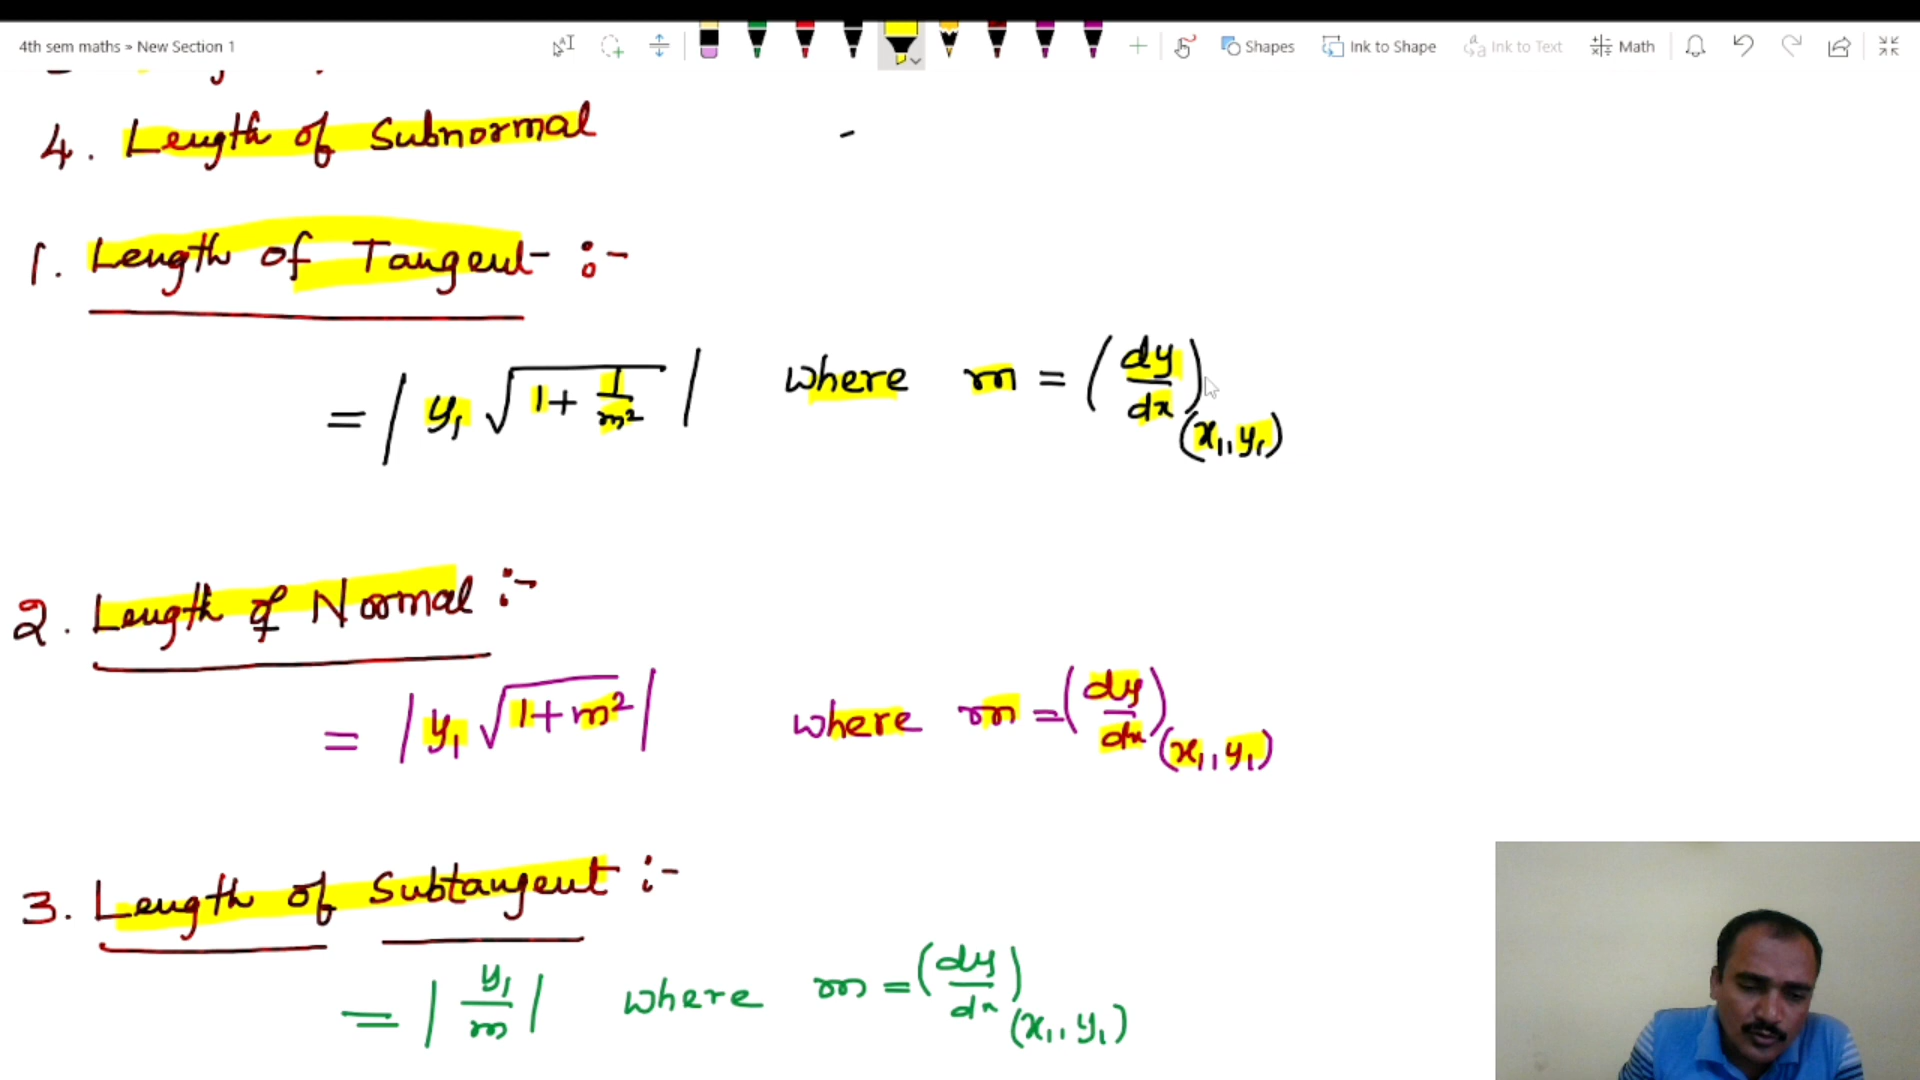 4th sem maths » New Section 1
Shapes
Ink to Shape
Ink to Text
Math
4. Length of Subnormal
1. Length of Tangent :-
= | y₁ √(1 + 1/m²) | where m = (dy/dx)(x₁, y₁)
2. Length of Normal :-
= | y₁ √(1 + m²) | where m = (dy/dx)(x₁, y₁)
3. Length of Subtangent :-
= | y₁/m | where m = (dy/dx)(x₁, y₁)